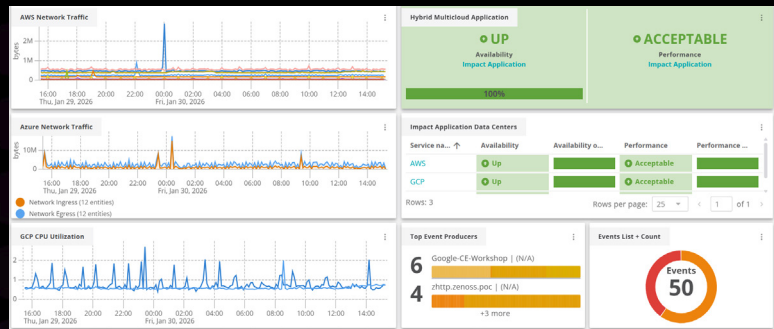 AWS Network Traffic
bytes
2M
1M
0
16:00 18:00 20:00 22:00 00:00 02:00 04:00 06:00 08:00 10:00 12:00 14:00
Thu, Jan 29, 2026 Fri, Jan 30, 2026
Hybrid Multicloud Application
UP
Availability
Impact Application
100%
ACCEPTABLE
Performance
Impact Application
Azure Network Traffic
bytes
10M
0
16:00 18:00 20:00 22:00 00:00 02:00 04:00 06:00 08:00 10:00 12:00 14:00
Thu, Jan 29, 2026 Fri, Jan 30, 2026
Network Ingress (12 entities)
Network Egress (12 entities)
Impact Application Data Centers
Service na... Availability Availability o... Performance Performance ...
AWS Up Acceptable
GCP Up Acceptable
Rows: 3 Rows per page: 25 1 of 1
GCP CPU Utilization
2
1
0
16:00 18:00 20:00 22:00 00:00 02:00 04:00 06:00 08:00 10:00 12:00 14:00
Thu, Jan 29, 2026 Fri, Jan 30, 2026
Top Event Producers
6 Google-CE-Workshop | (N/A)
4 zhttp.zenoss.poc | (N/A)
+3 more
Events List + Count
Events
50